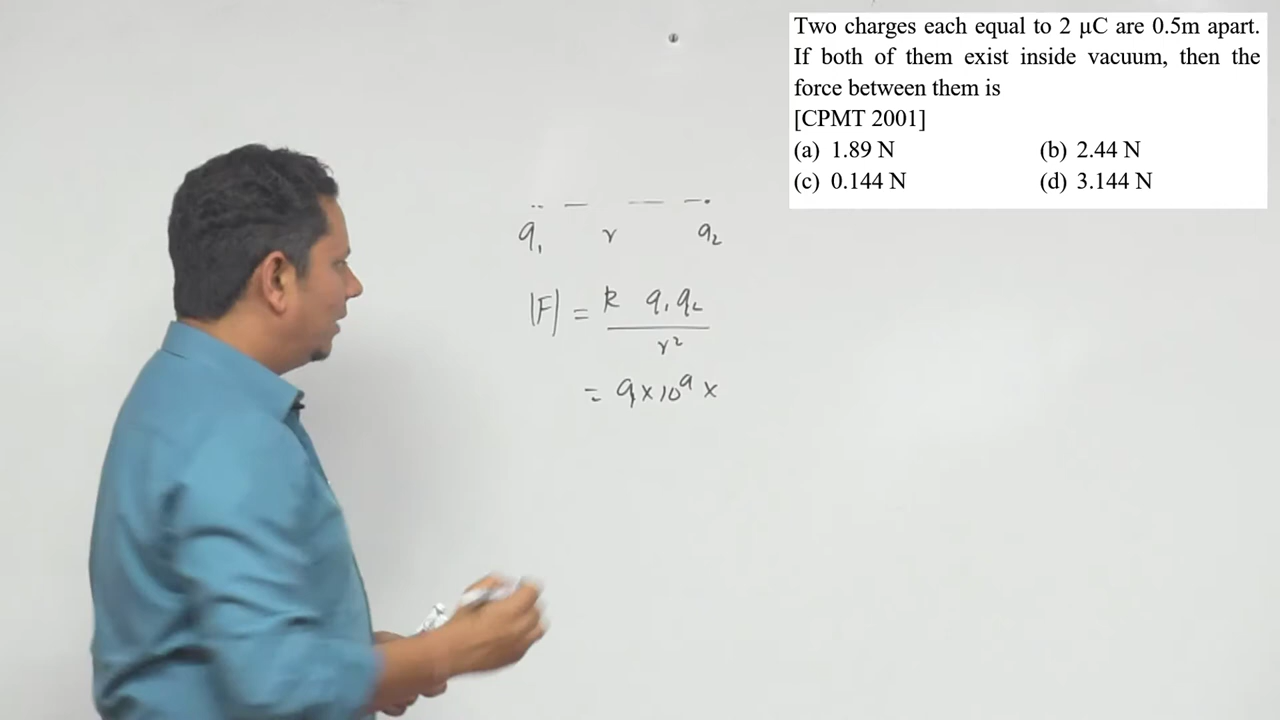 Two charges each equal to 2 µC are 0.5m apart.
If both of them exist inside vacuum, then the
force between them is
[CPMT 2001]
(a) 1.89 N (b) 2.44 N
(c) 0.144 N (d) 3.144 N
q₁ r q₂
|F| = k q₁ q₂
r²
= 9×10⁹ ×